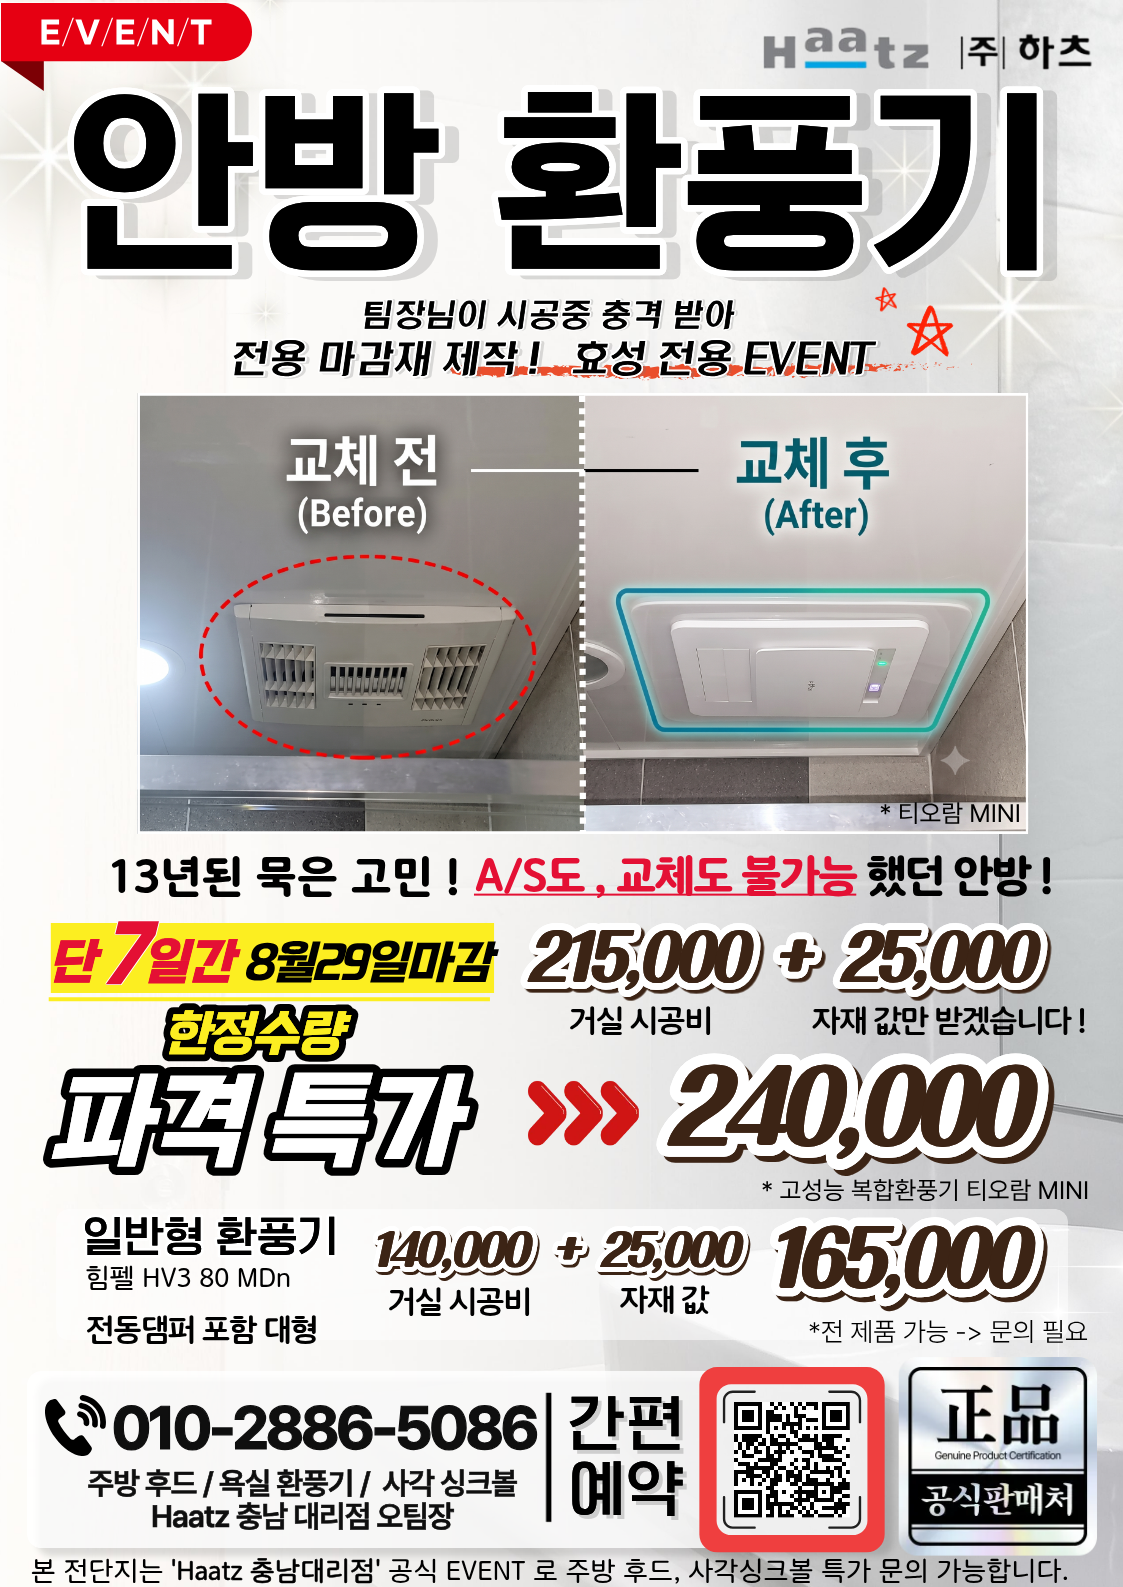 E/V/E/N/T
Haatz |주| 하츠
안방 환풍기
팀장님이 시공중 충격 받아
전용 마감재 제작 ! 효성 전용 EVENT
교체 전
(Before)
교체 후
(After)
* 티오람 MINI
13년된 묵은 고민 ! A/S도 , 교체도 불가능 했던 안방 !
단 7일간 8월29일마감
215,000 + 25,000
거실 시공비 자재 값만 받겠습니다 !
한정수량
파격 특가
240,000
* 고성능 복합환풍기 티오람 MINI
일반형 환풍기
힘펠 HV3 80 MDn
전동댐퍼 포함 대형
140,000 + 25,000 165,000
거실 시공비 자재 값
*전 제품 가능 -> 문의 필요
010-2886-5086
주방 후드 / 욕실 환풍기 / 사각 싱크볼
Haatz 충남 대리점 오팀장
간편
예약
正品
Genuine Product Certification
공식판매처
본 전단지는 'Haatz 충남대리점' 공식 EVENT 로 주방 후드, 사각싱크볼 특가 문의 가능합니다.